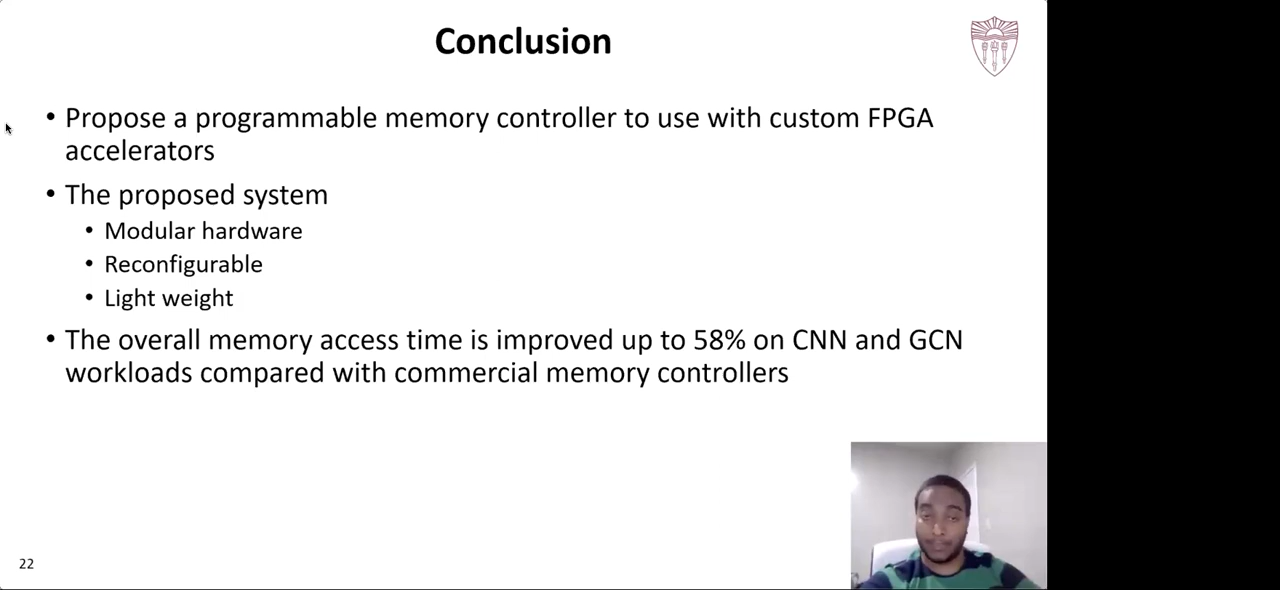 Conclusion
• Propose a programmable memory controller to use with custom FPGA
accelerators
• The proposed system
• Modular hardware
• Reconfigurable
• Light weight
• The overall memory access time is improved up to 58% on CNN and GCN
workloads compared with commercial memory controllers
22